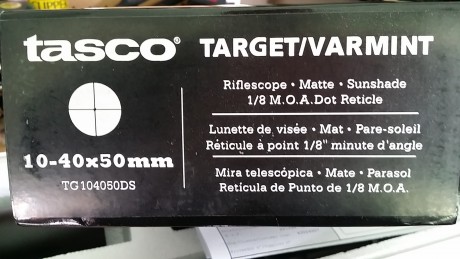 tasco® TARGET/VARMINT
Riflescope • Matte • Sunshade
1/8 M.O.A. Dot Reticle
Lunette de visée • Mat • Pare-soleil
Réticule à point 1/8" minute d'angle
Mira telescópica • Mate • Parasol
Retícula de Punto de 1/8 M.O.A.
10-40x50mm
TG104050DS